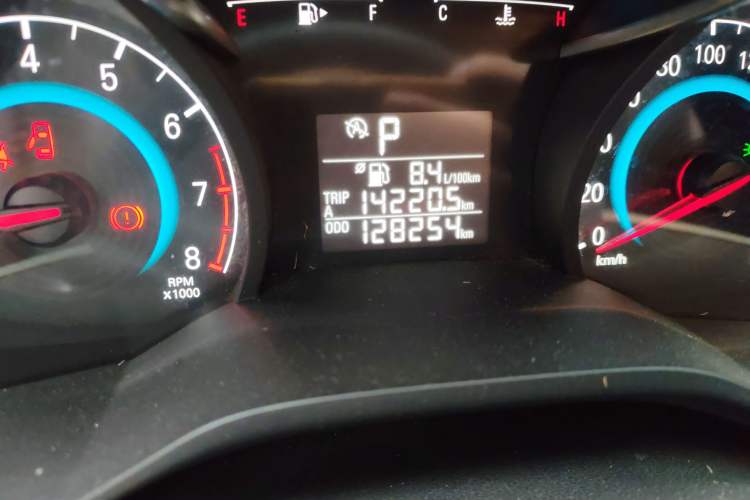 E F C H
4 5 6 7 8
RPM
x1000
P
ø 8.4 L/100km
TRIP A 14220.5 km
ODO 128254 km
0 20 80 100
km/h